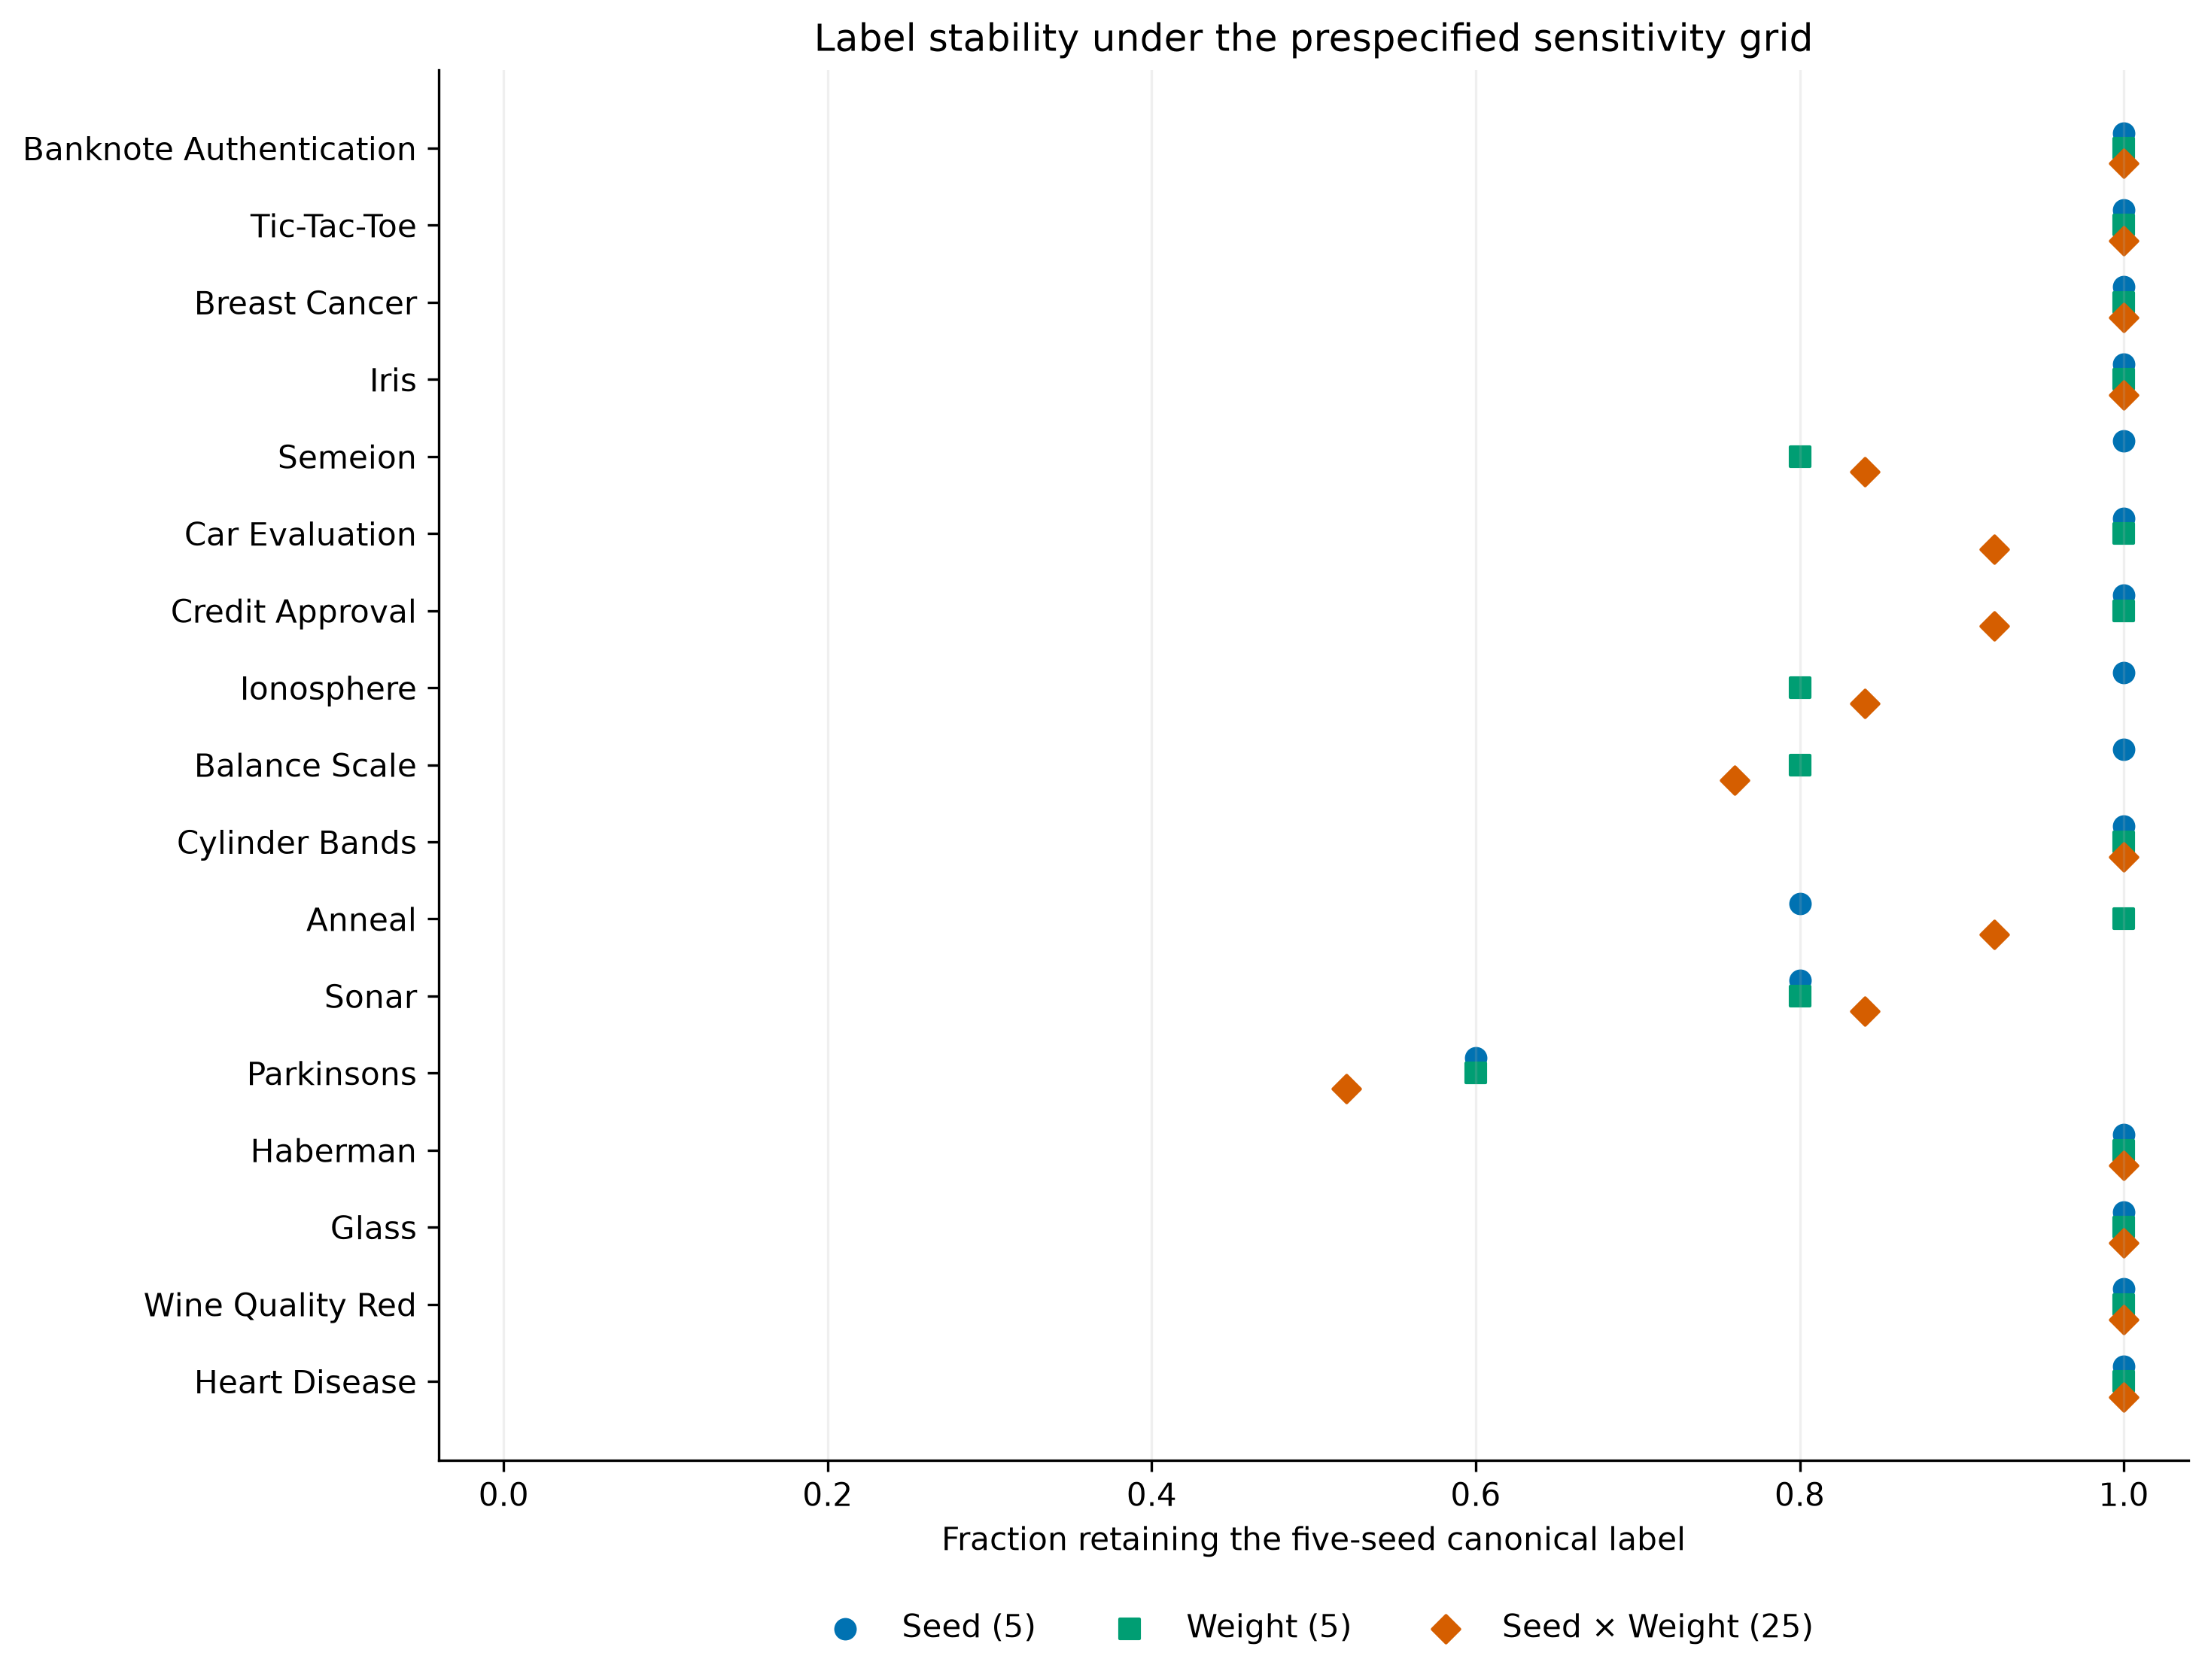 Label stability under the prespecified sensitivity grid
Banknote Authentication
Tic-Tac-Toe
Breast Cancer
Iris
Semeion
Car Evaluation
Credit Approval
Ionosphere
Balance Scale
Cylinder Bands
Anneal
Sonar
Parkinsons
Haberman
Glass
Wine Quality Red
Heart Disease
0.0 0.2 0.4 0.6 0.8 1.0
Fraction retaining the five-seed canonical label
Seed (5) Weight (5) Seed × Weight (25)